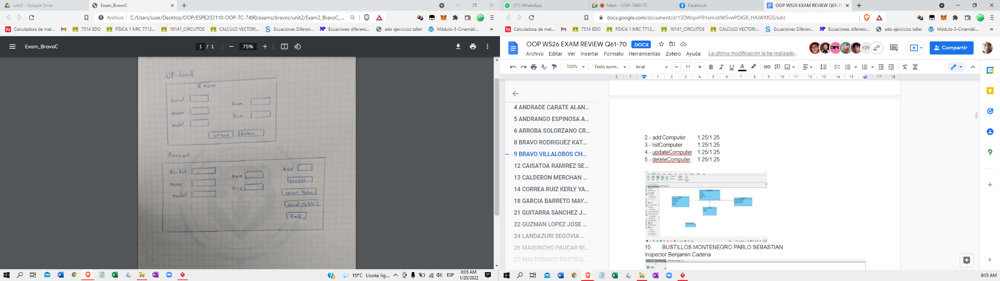 unit3 - Google Drive
Exam_BravoC
Archivo
C:/Users/user/Desktop/OOP/ESPE202110-OOP-TC-7490/exams/bravoc/unit2/Exam2_BravoC_...
Calculadora de mat...
7514 EDO
FÍSICA 1 NRC 7712...
10141_CIRCUITOS
CALCULO VECTORI...
Ecuaciones Diferen...
Ecuaciones diferenc...
edo ejercicios taller
Módulo-3-Cinemáti...
Exam_BravoC
1 / 1
75%
UP-Load
Exam
Serial
make
model
Ram
Price
Upload
Return
Principal
Serial
Make
Model
RAM
Price
Add
Remove
Upload Data
Load Table
Exit
19°C Lluvia lig...
ESP
8:05 AM
1/20/2022
(11) WhatsApp
Meet - OOP-7490-TC
Facebook
OOP WS26 EXAM REVIEW Q61-70
docs.google.com/document/d/13DWsprH91emJdlW5vwPDIGB_HAiWXfG5/edit
Calculadora de mat...
7514 EDO
FÍSICA 1 NRC 7712...
10141_CIRCUITOS
CALCULO VECTORI...
Ecuaciones Diferen...
Ecuaciones diferenc...
edo ejercicios taller
Módulo-3-Cinemáti...
OOP WS26 EXAM REVIEW Q61-70
.DOCX
Archivo Editar Ver Insertar Formato Herramientas Zotero Ayuda
La última modificación la ha realizado...
+29
Compartir
100%
Texto norm...
Arial
11
4 ANDRADE CARATE ALAN...
5 ANDRANGO ESPINOSA A...
6 ARROBA SOLORZANO CR...
8 BRAVO RODRIGUEZ KAT...
9 BRAVO VILLALOBOS CH...
12 CAISATOA RAMIREZ SE...
13 CALDERON MERCHAN ...
14 CORREA RUIZ KERLY YA...
18 GARCIA BARRETO MAY...
21 GUITARRA SANCHEZ J...
22 GUZMAN LOPEZ JOSE ...
24 LANDAZURI SEGOVIA ...
26 MAISINCHO PAUCAR RI...
27 MALDONADO BASTIDA...
2.- add Computer 1.25/1.25
3.- listComputer 1.25/1.25
4.- updateComputer 1.25/1.25
5.- deleteComputer 1.25/1.25
10 BUSTILLOS MONTENEGRO PABLO SEBASTIAN
Inspector:Benjamin Cadena
8:05 AM